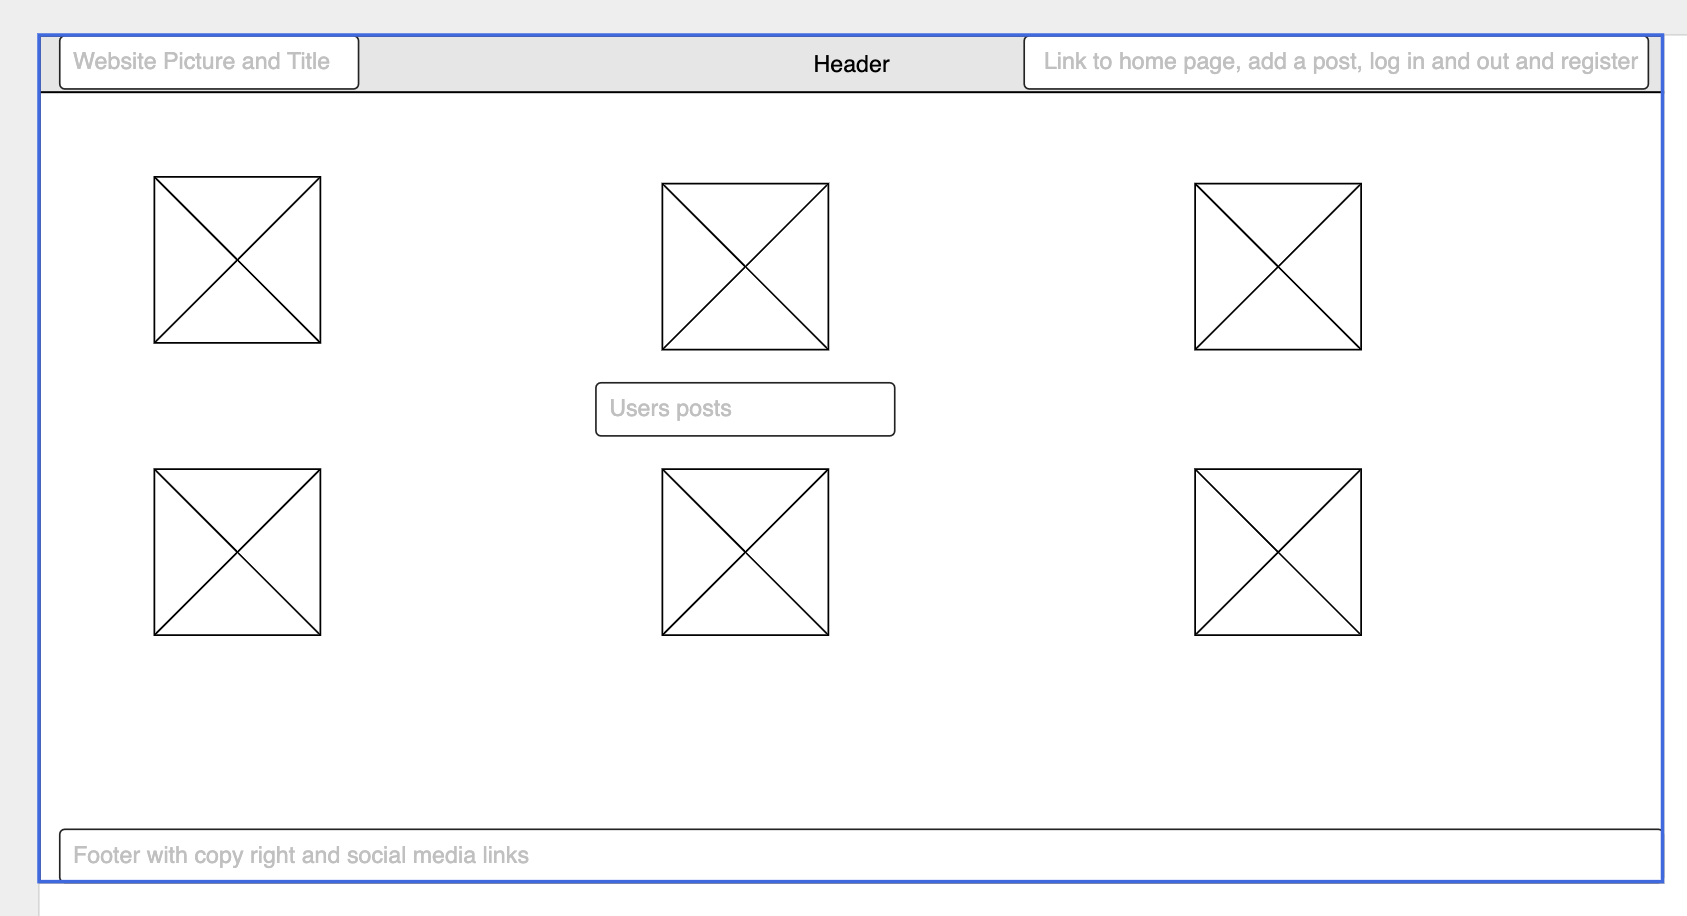 Website Picture and Title
Header
Link to home page, add a post, log in and out and register
Users posts
Footer with copy right and social media links